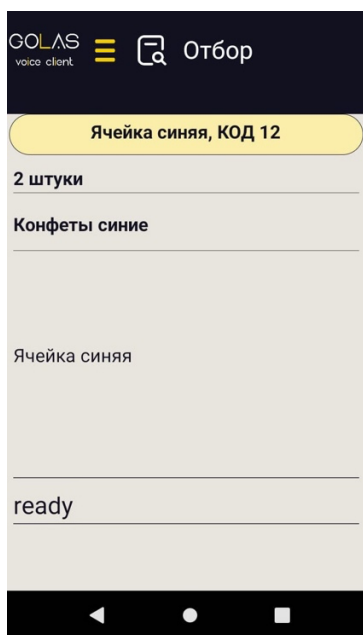 GOLAS
voice client
Отбор
Ячейка синяя, КОД 12
2 штуки
Конфеты синие
Ячейка синяя
ready